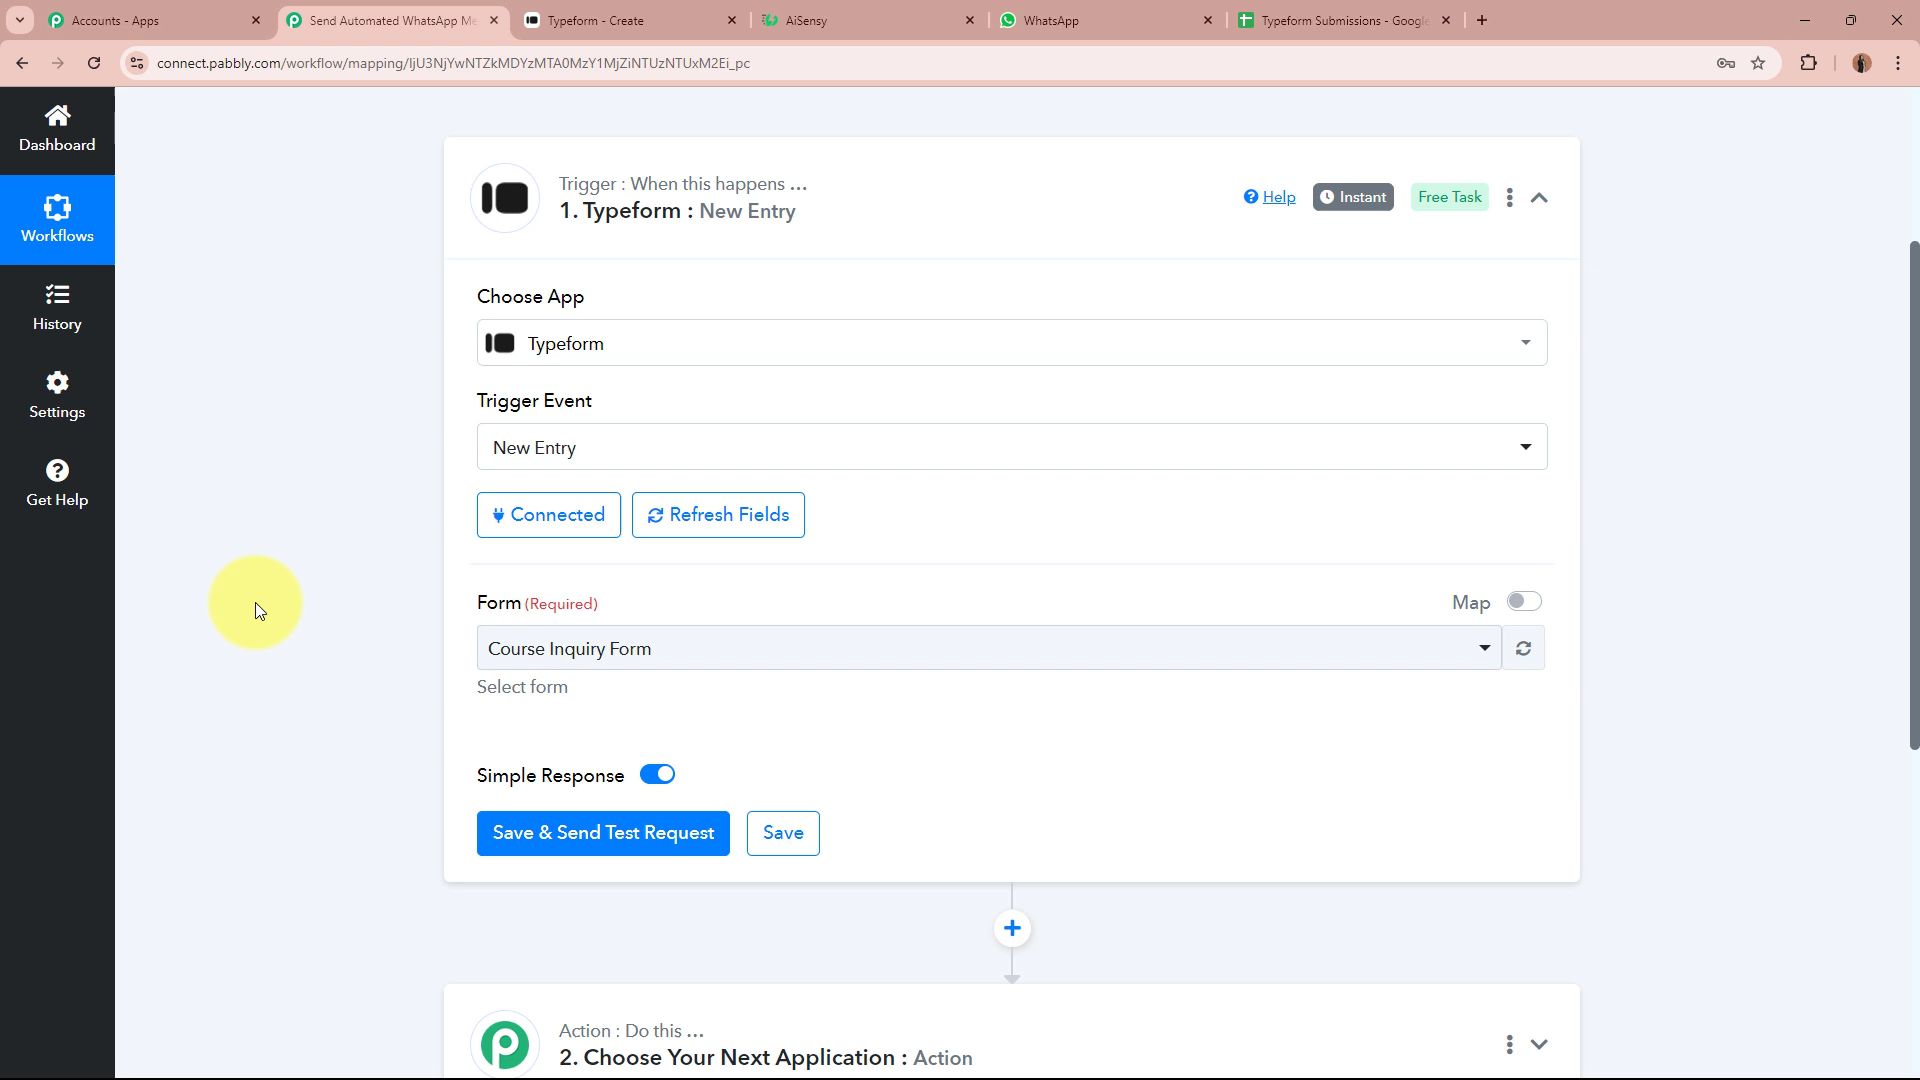 Accounts - Apps
Send Automated WhatsApp Me
Typeform - Create
AiSensy
WhatsApp
Typeform Submissions - Google
connect.pabbly.com/workflow/mapping/IjU3NjYwNTZkMDYzMTA0MzY1MjZiNTUzNTUxM2Ei_pc
Dashboard
Workflows
History
Settings
Get Help
Trigger : When this happens ...
1. Typeform : New Entry
Help
Instant
Free Task
Choose App
Typeform
Trigger Event
New Entry
Connected
Refresh Fields
Form (Required)
Map
Course Inquiry Form
Select form
Simple Response
Save & Send Test Request
Save
Action : Do this ...
2. Choose Your Next Application : Action